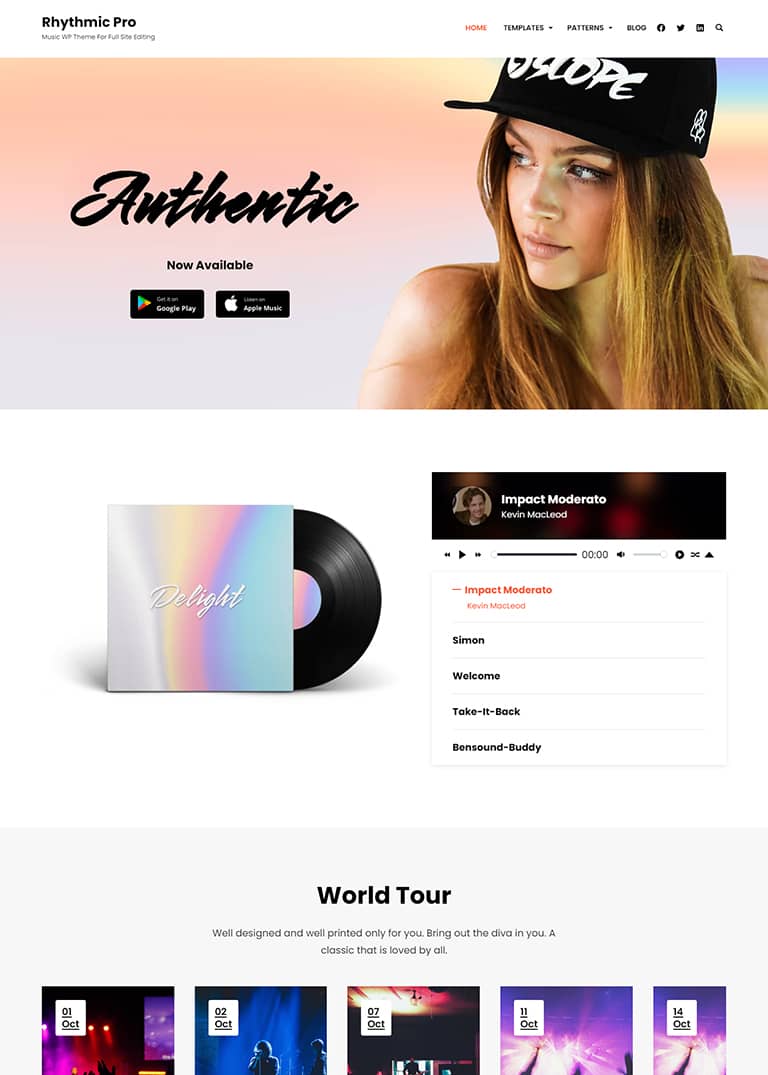 Rhythmic Pro
Music WP Theme For Full Site Editing
HOME TEMPLATES PATTERNS BLOG
Authentic
Now Available
Get it on
Google Play
Listen on
Apple Music
Delight
Impact Moderato
Kevin MacLeod
00:00
Impact Moderato
Kevin MacLeod
Simon
Welcome
Take-It-Back
Bensound-Buddy
World Tour
Well designed and well printed only for you. Bring out the diva in you. A
classic that is loved by all.
01
Oct
02
Oct
07
Oct
11
Oct
14
Oct